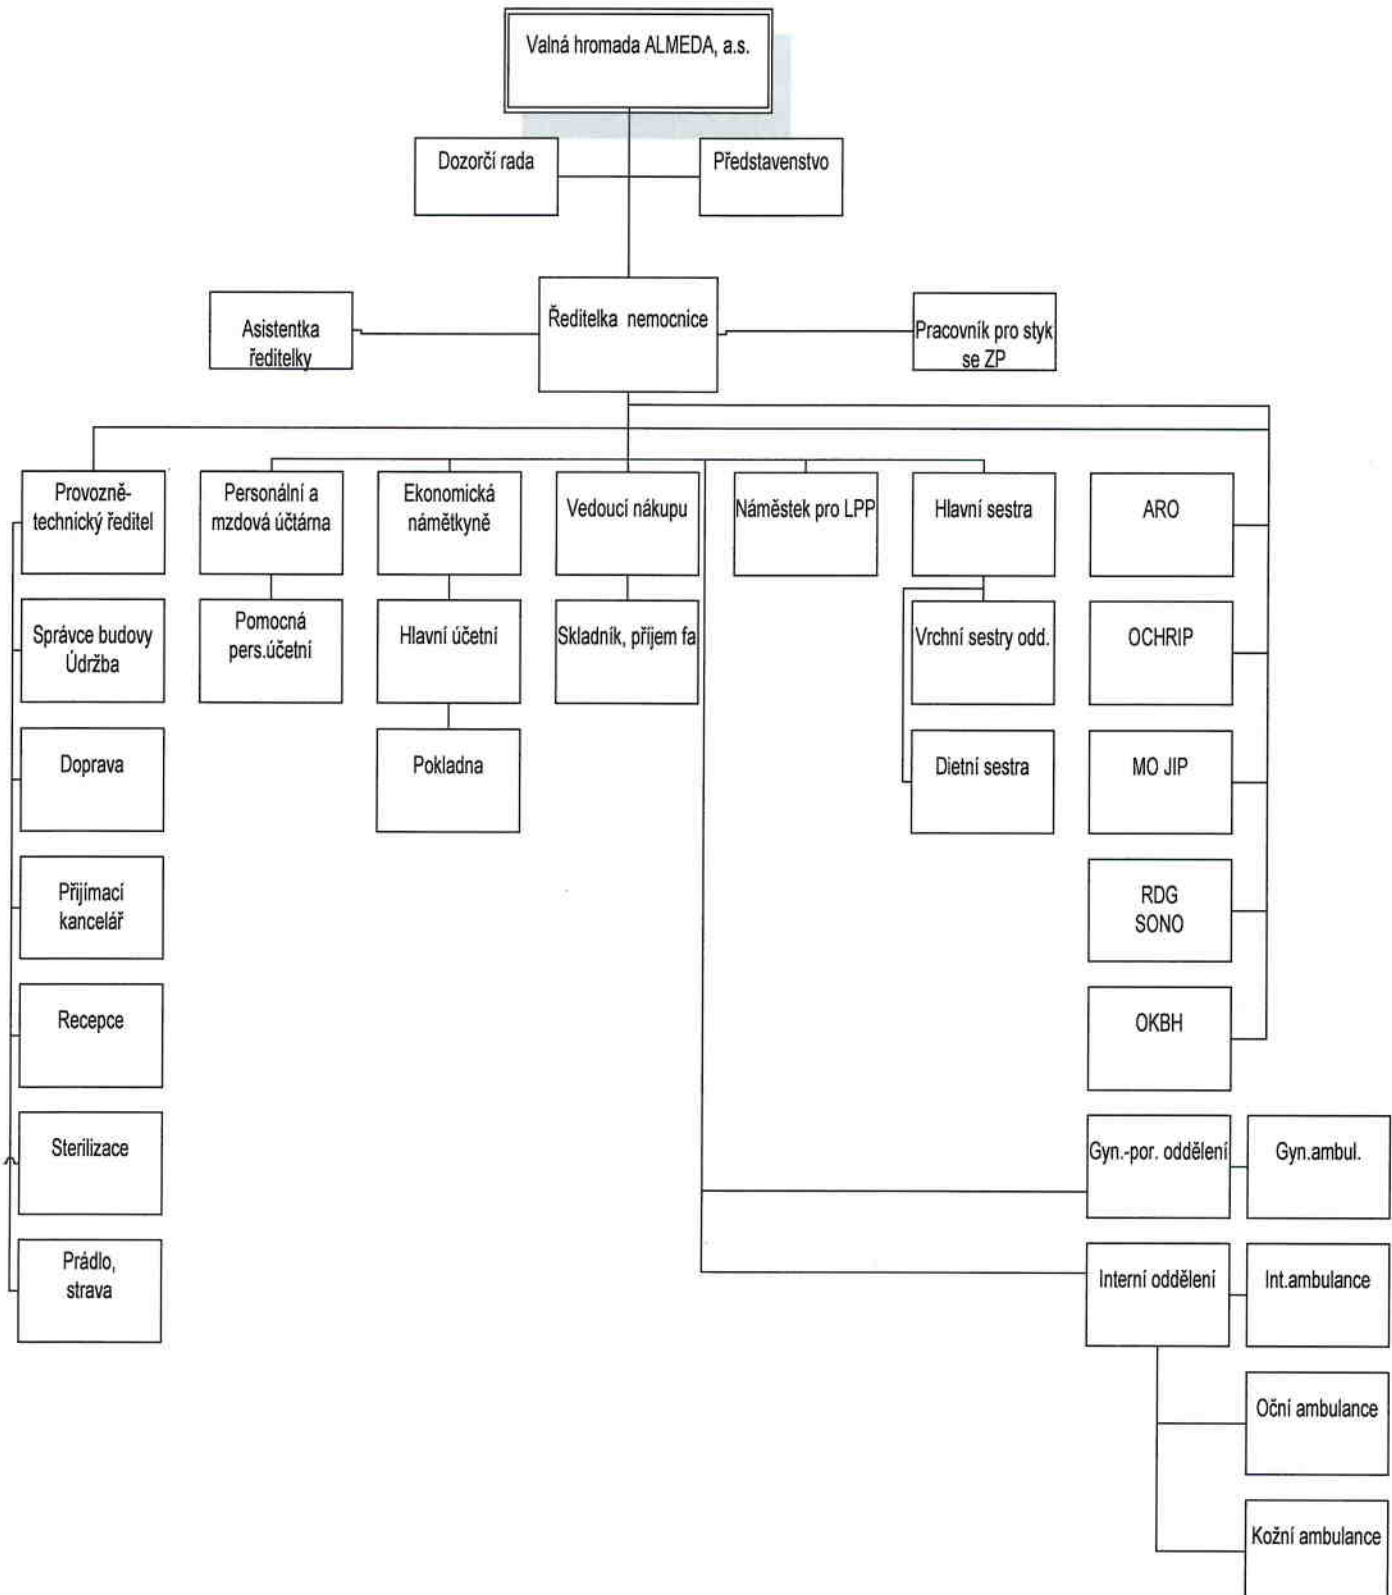 Valná hromada ALMEDA, a.s.
Dozorčí rada
Představenstvo
Asistentka
ředitelky
Ředitelka nemocnice
Pracovník pro styk
se ZP
Provozně-
technický ředitel
Personální a
mzdová účtárna
Ekonomická
námětkyně
Vedoucí nákupu
Náměstek pro LPP
Hlavní sestra
ARO
Správce budovy
Údržba
Pomocná
pers.účetní
Hlavní účetní
Skladník, příjem fa
Vrchní sestry odd.
OCHRIP
Doprava
Pokladna
Dietní sestra
MO JIP
Přijímací
kancelář
RDG
SONO
Recepce
OKBH
Sterilizace
Gyn.-por. oddělení
Gyn.ambul.
Prádlo,
strava
Interní oddělení
Int.ambulance
Oční ambulance
Kožní ambulance